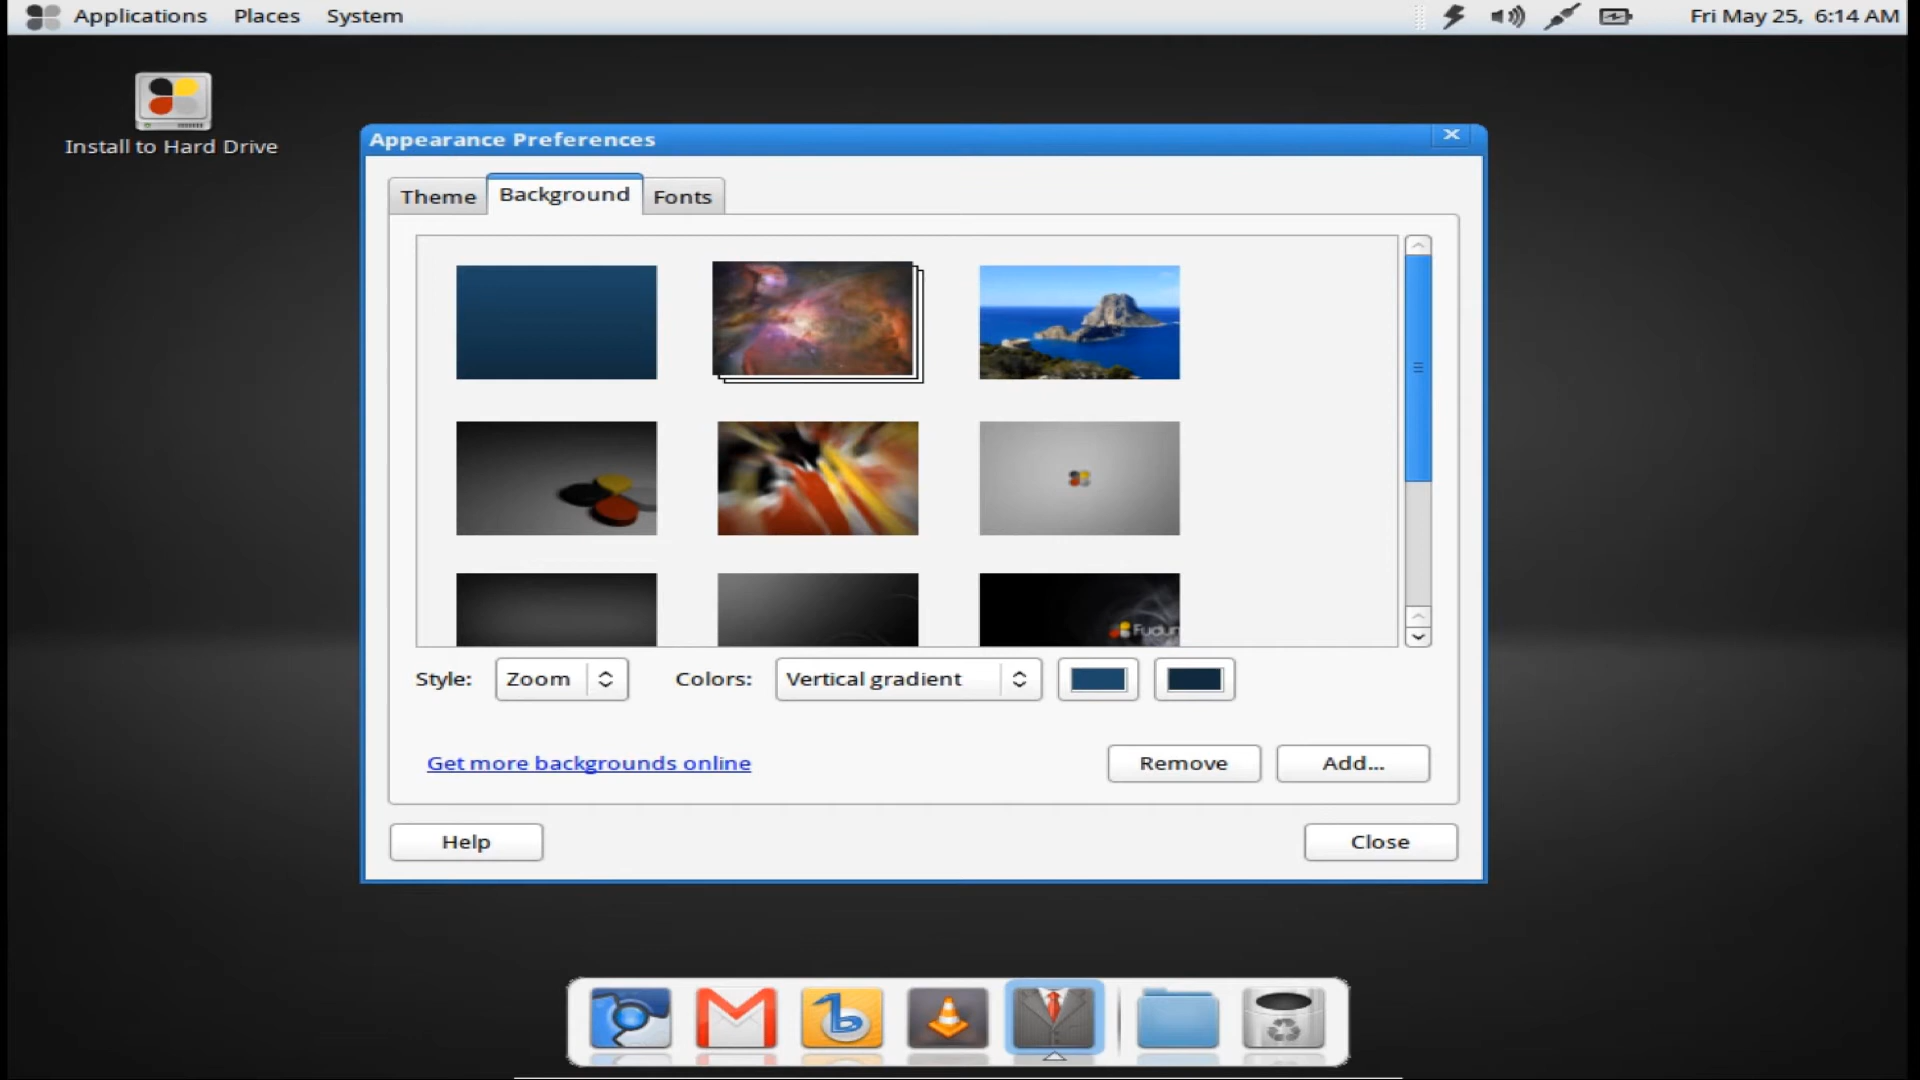 Applications Places System Fri May 25, 6:14 AM
Install to Hard Drive
Appearance Preferences
Theme Background Fonts
Style: Zoom Colors: Vertical gradient
Get more backgrounds online Remove Add...
Help Close